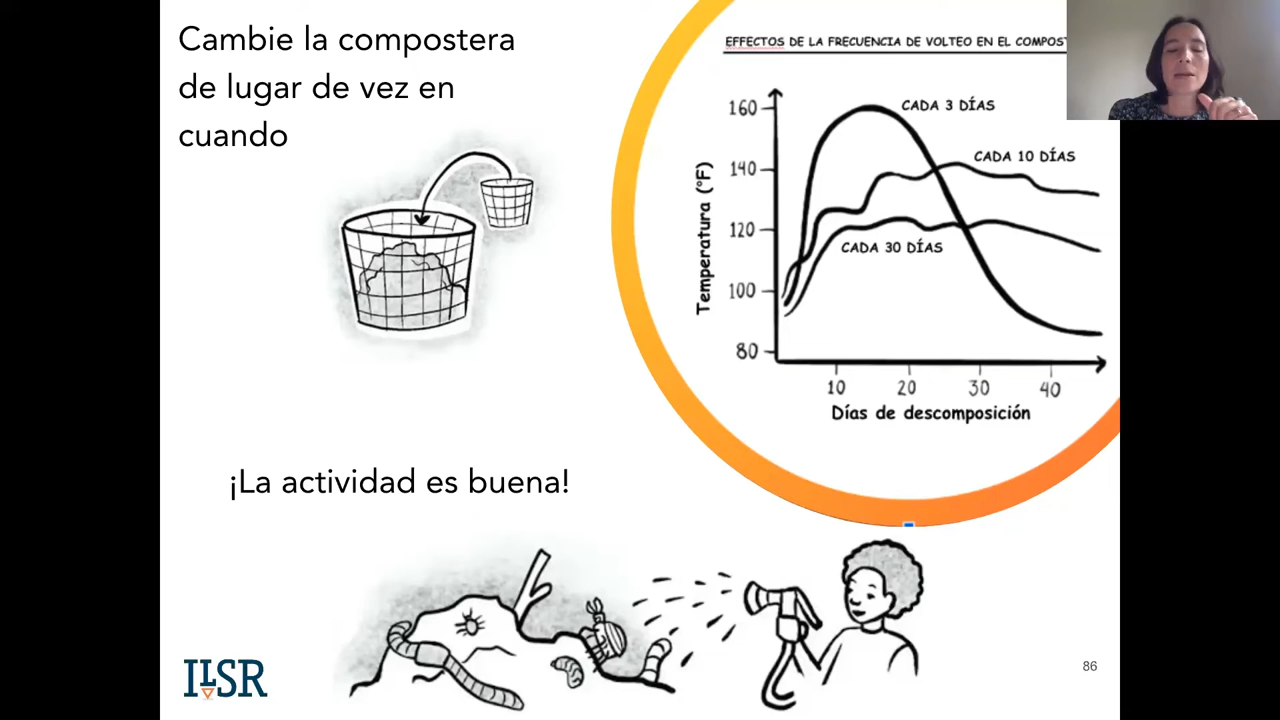 Cambie la compostera
de lugar de vez en
cuando
EFFECTOS DE LA FRECUENCIA DE VOLTEO EN EL COMPOST
160
140
120
100
80
Temperatura (°F)
CADA 3 DÍAS
CADA 10 DÍAS
CADA 30 DÍAS
10 20 30 40
Días de descomposición
¡La actividad es buena!
ILSR
86